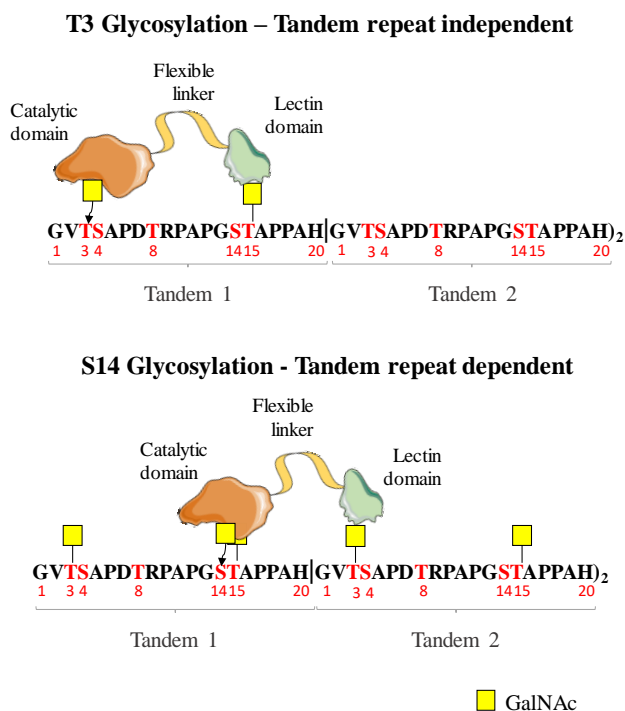 T3 Glycosylation – Tandem repeat independent
Flexible
linker
Catalytic
domain
Lectin
domain
GVTSAPDTRPAPGSTAPPAH|GVTSAPDTRPAPGSTAPPAH)2
1 3 4 8 14 15 20 1 3 4 8 14 15 20
Tandem 1 Tandem 2
S14 Glycosylation - Tandem repeat dependent
Flexible
linker
Catalytic
domain
Lectin
domain
GVTSAPDTRPAPGSTAPPAH|GVTSAPDTRPAPGSTAPPAH)2
1 3 4 8 14 15 20 1 3 4 8 14 15 20
Tandem 1 Tandem 2
GalNAc